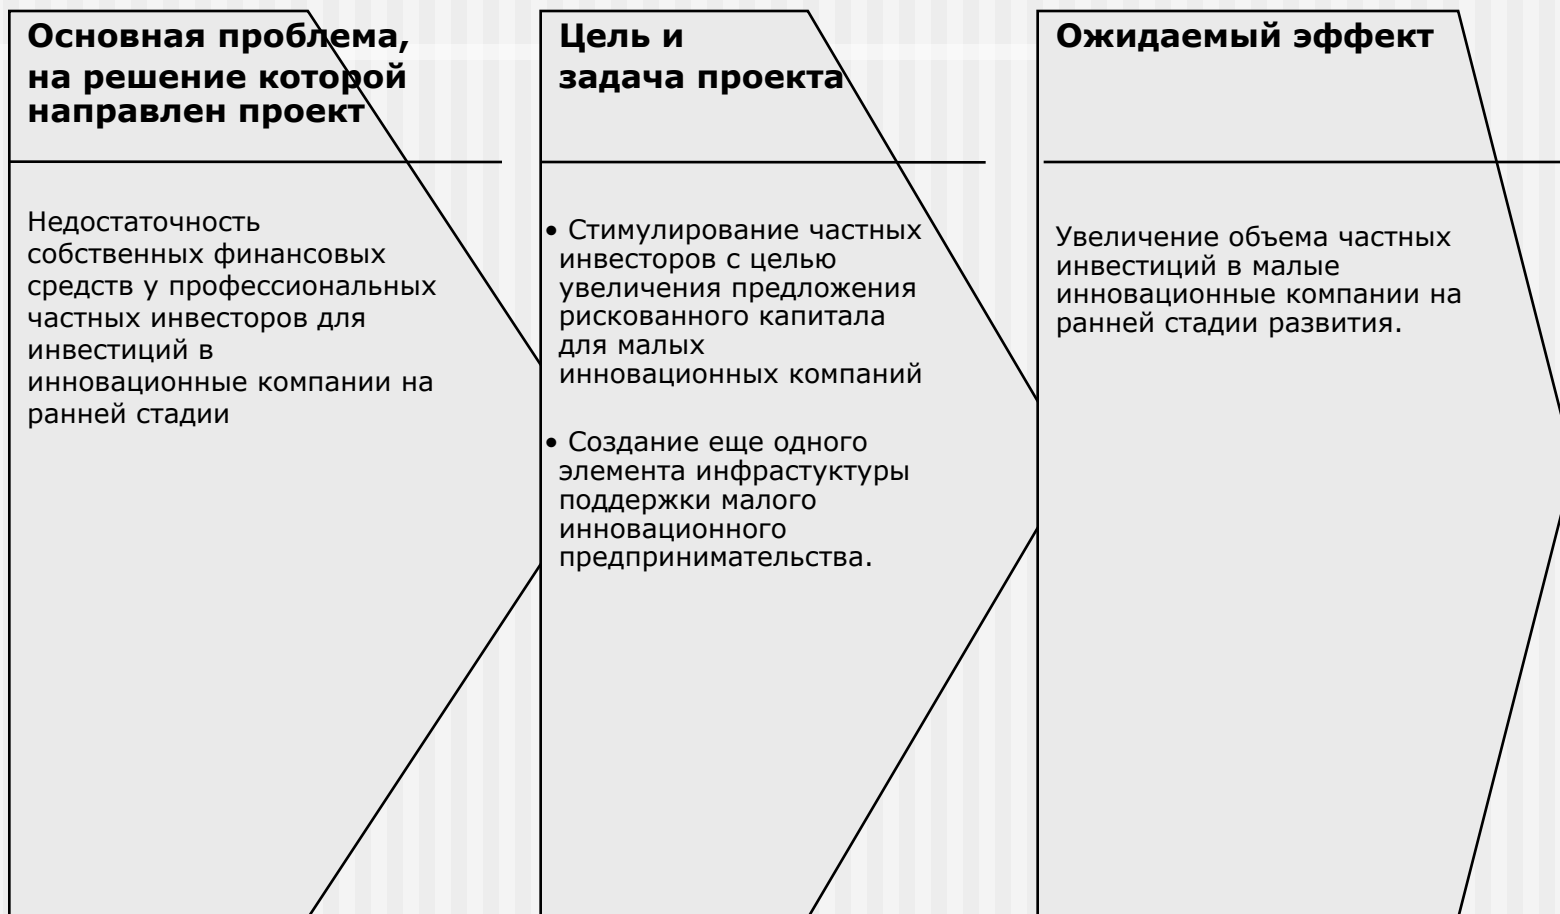 Основная проблема,
на решение которой
направлен проект
Недостаточность
собственных финансовых
средств у профессиональных
частных инвесторов для
инвестиций в
инновационные компании на
ранней стадии
Цель и
задача проекта
• Стимулирование частных
инвесторов с целью
увеличения предложения
рискованного капитала
для малых
инновационных компаний
• Создание еще одного
элемента инфрастуктуры
поддержки малого
инновационного
предпринимательства.
Ожидаемый эффект
Увеличение объема частных
инвестиций в малые
инновационные компании на
ранней стадии развития.